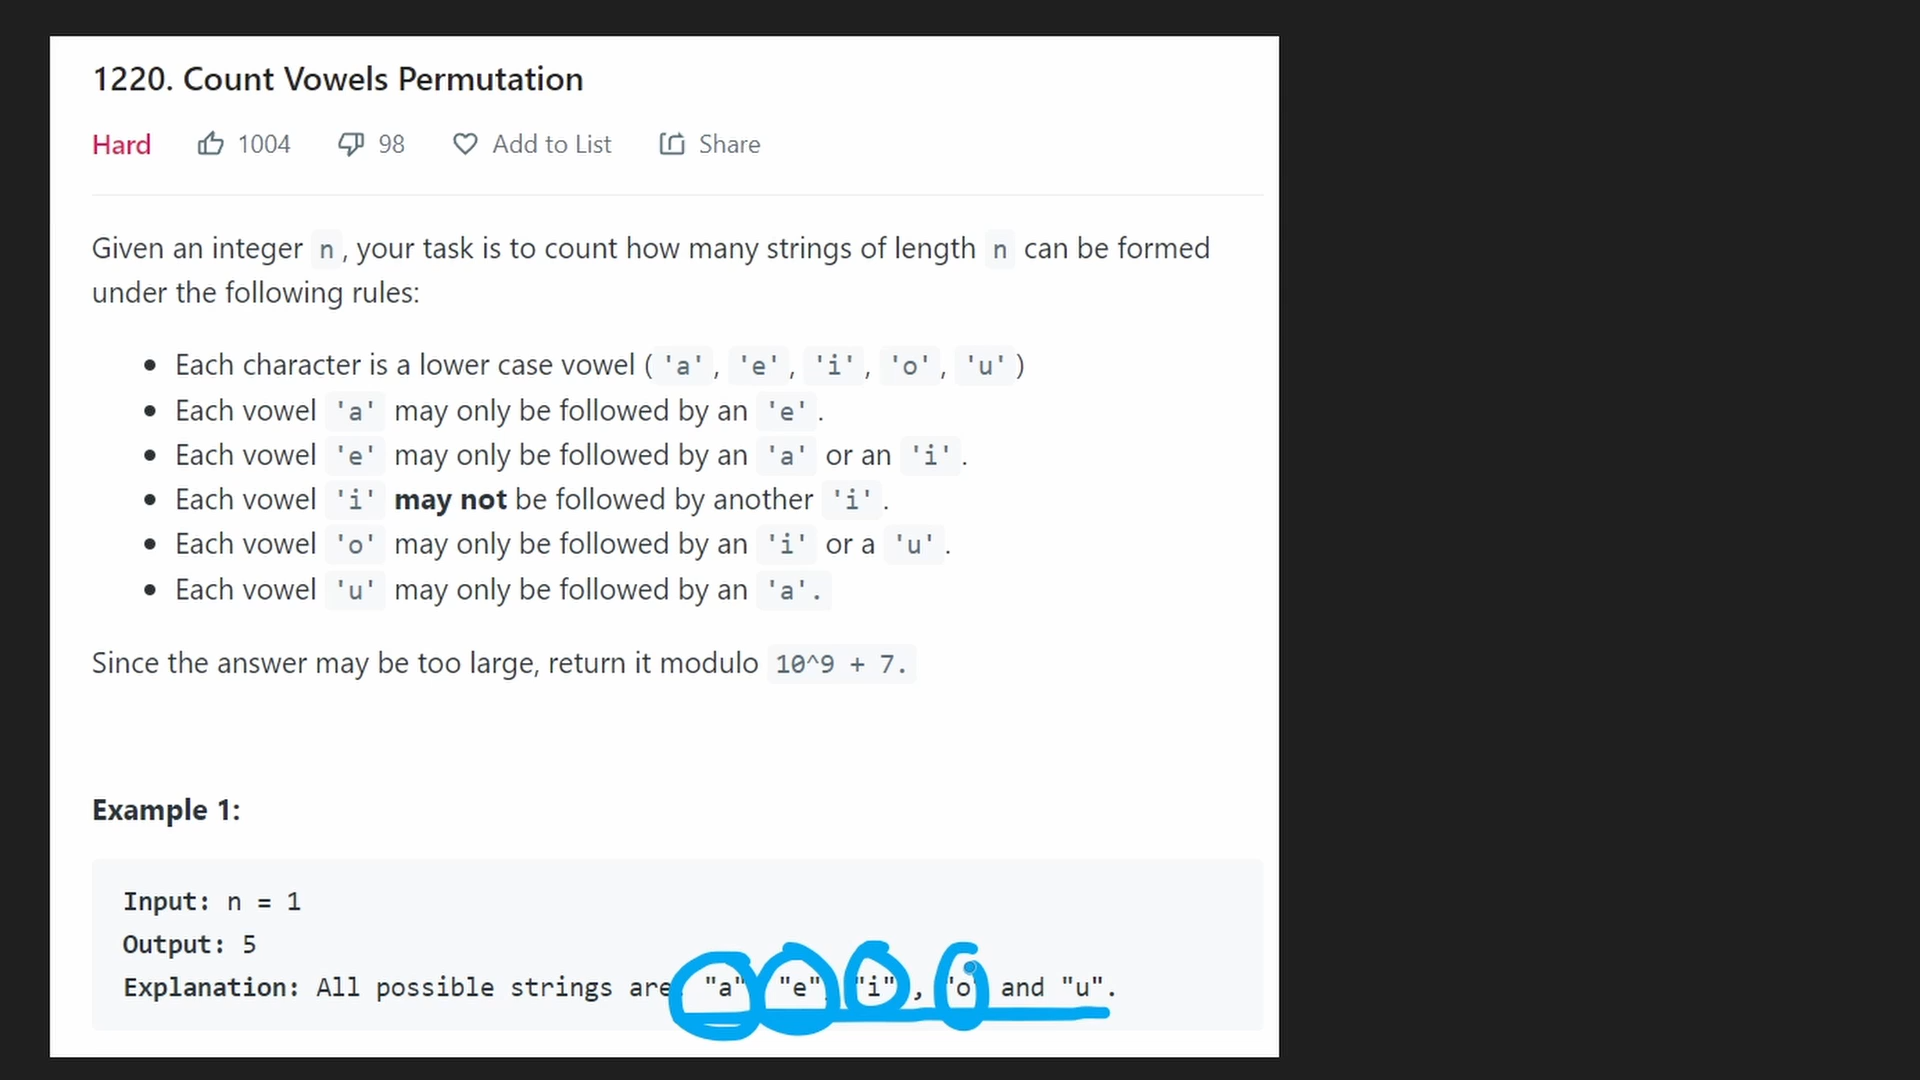 1220. Count Vowels Permutation
Hard 1004 98 Add to List Share
Given an integer n, your task is to count how many strings of length n can be formed
under the following rules:
• Each character is a lower case vowel ('a', 'e', 'i', 'o', 'u')
• Each vowel 'a' may only be followed by an 'e'.
• Each vowel 'e' may only be followed by an 'a' or an 'i'.
• Each vowel 'i' may not be followed by another 'i'.
• Each vowel 'o' may only be followed by an 'i' or a 'u'.
• Each vowel 'u' may only be followed by an 'a'.
Since the answer may be too large, return it modulo 10^9 + 7.
Example 1:
Input: n = 1
Output: 5
Explanation: All possible strings are: "a", "e", "i", "o" and "u".